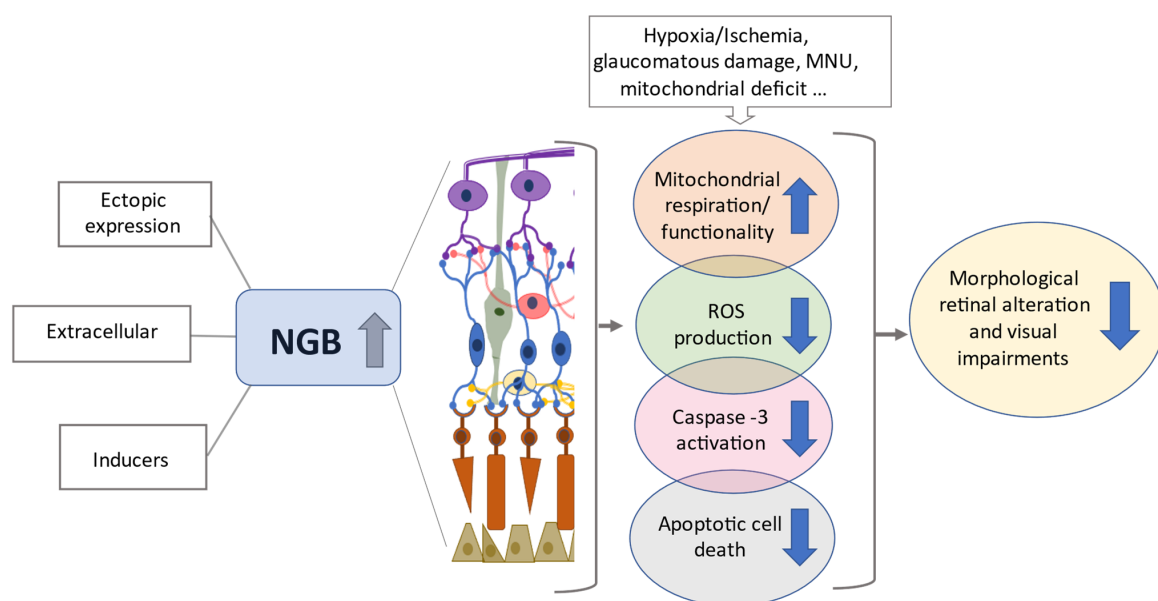 Hypoxia/Ischemia,
glaucomatous damage, MNU,
mitochondrial deficit ...
Ectopic
expression
Extracellular
Inducers
NGB
Mitochondrial
respiration/
functionality
ROS
production
Caspase -3
activation
Apoptotic cell
death
Morphological
retinal alteration
and visual
impairments